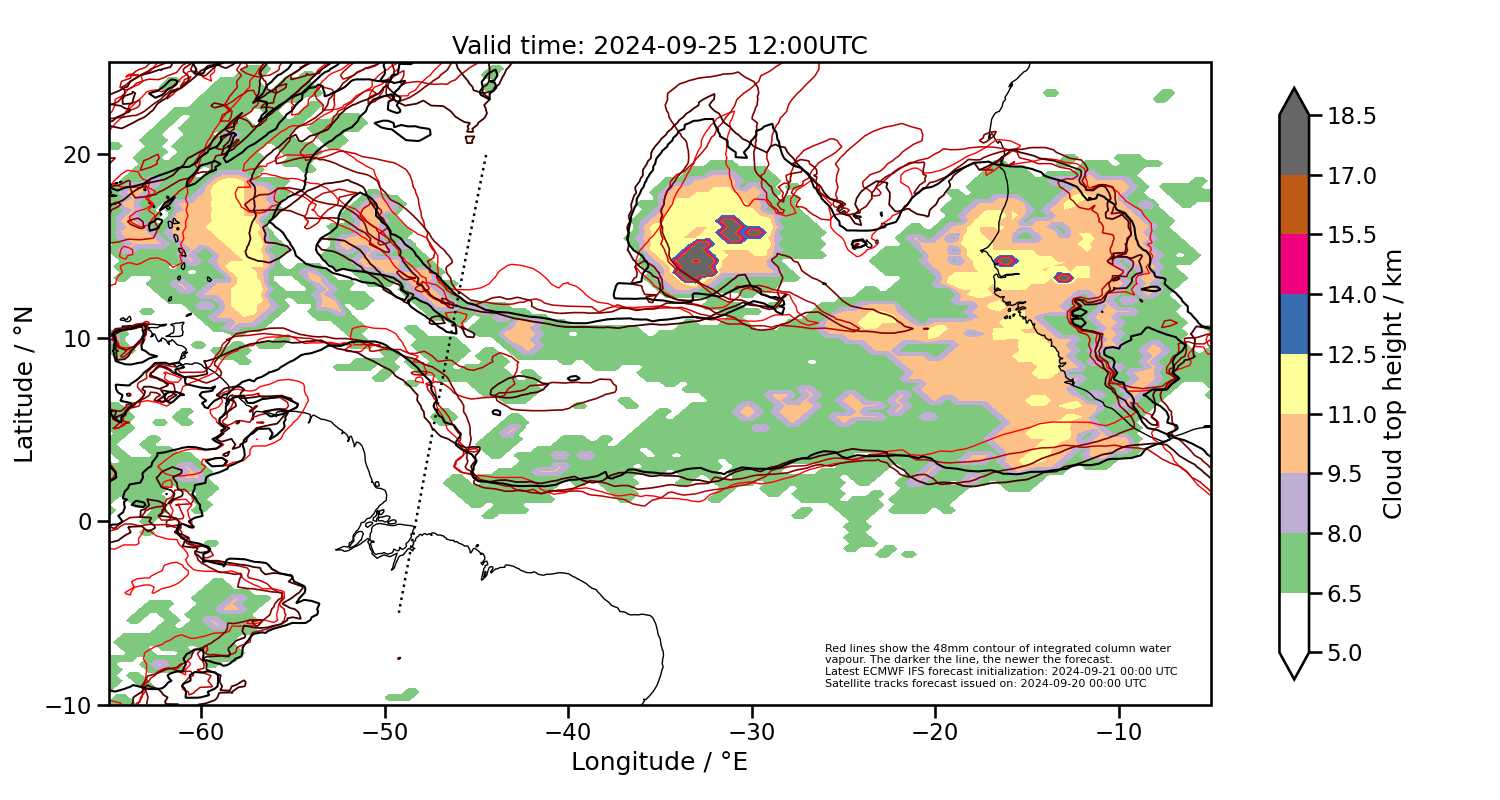 Valid time: 2024-09-25 12:00UTC
20
10
0
−10
Latitude / °N
−60
−50
−40
−30
−20
−10
Longitude / °E
Red lines show the 48mm contour of integrated column water
vapour. The darker the line, the newer the forecast.
Latest ECMWF IFS forecast initialization: 2024-09-21 00:00 UTC
Satellite tracks forecast issued on: 2024-09-20 00:00 UTC
18.5
17.0
15.5
14.0
12.5
11.0
9.5
8.0
6.5
5.0
Cloud top height / km